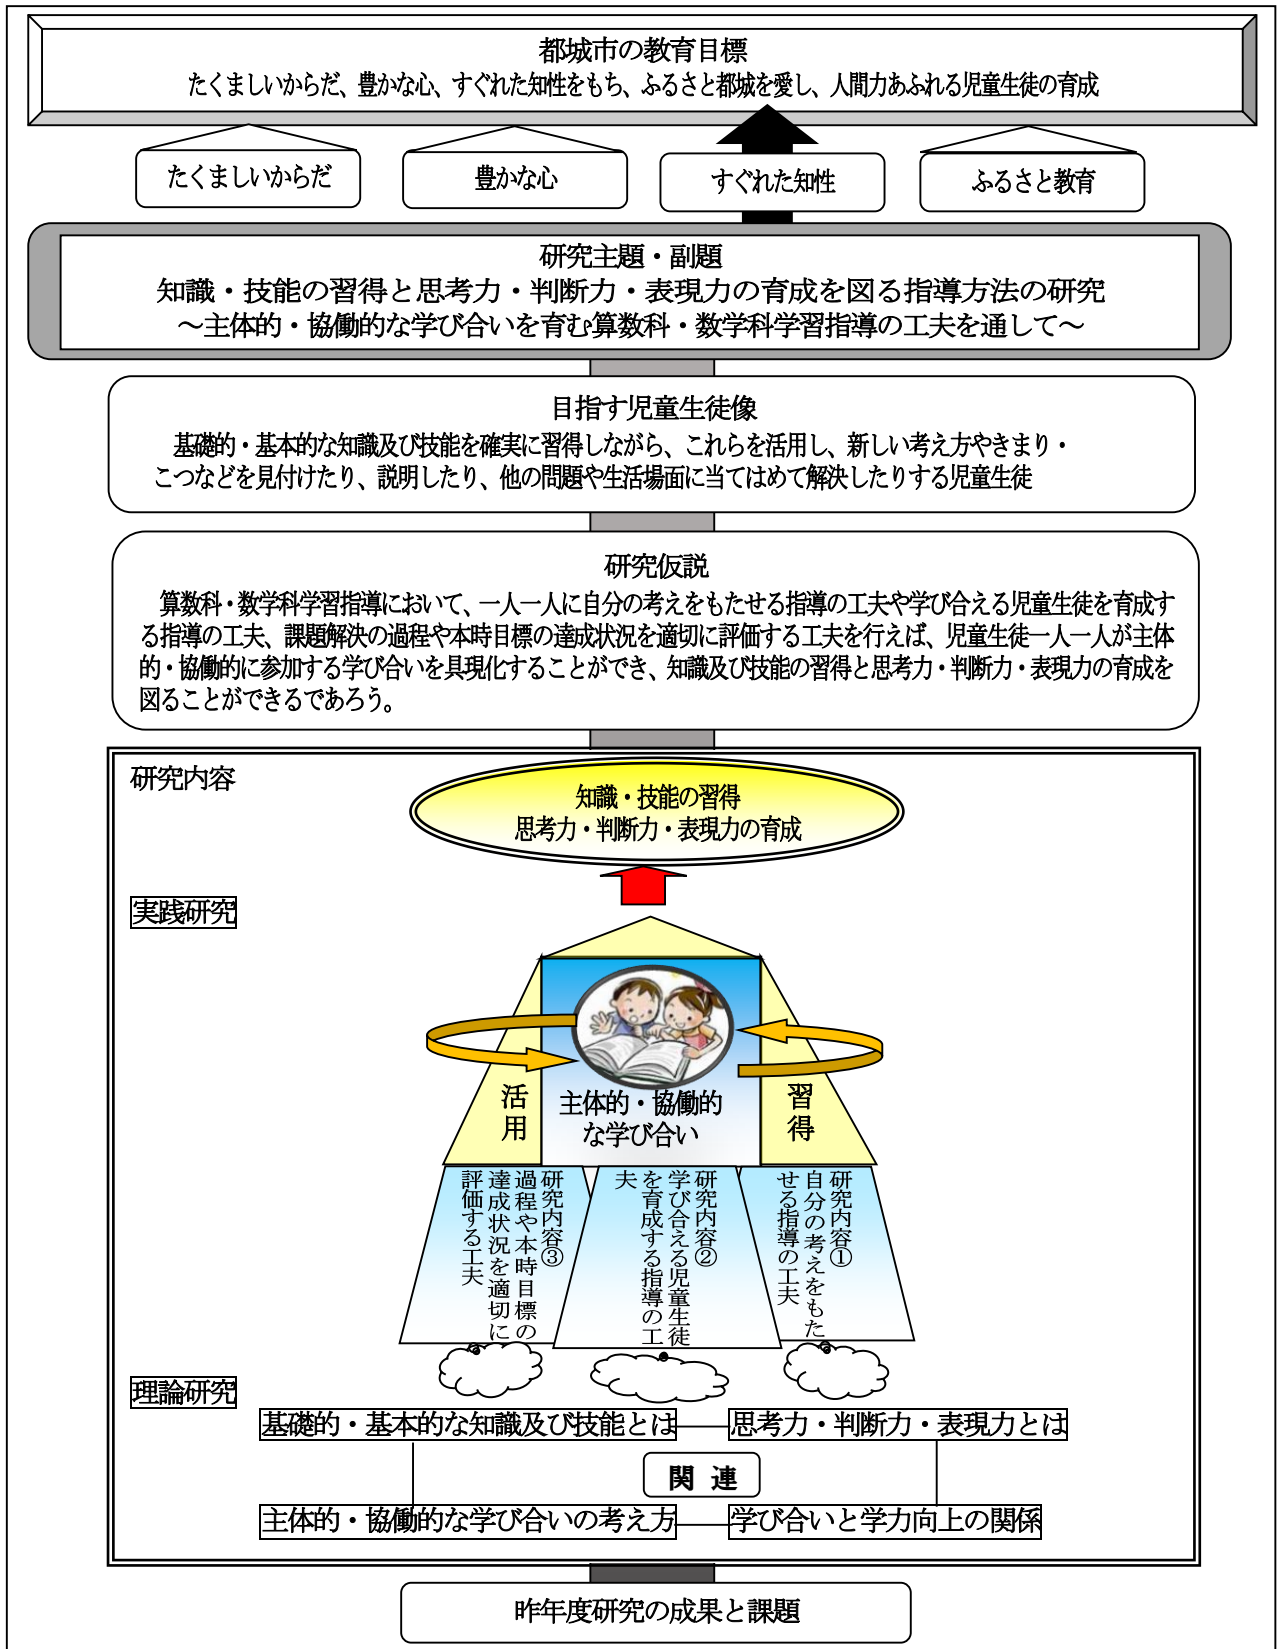 都城市の教育目標
たくましいからだ、豊かな心、すぐれた知性をもち、ふるさと都城を愛し、人間力あふれる児童生徒の育成
たくましいからだ
豊かな心
すぐれた知性
ふるさと教育
研究主題・副題
知識・技能の習得と思考力・判断力・表現力の育成を図る指導方法の研究
～主体的・協働的な学び合いを育む算数科・数学科学習指導の工夫を通して～
目指す児童生徒像
基礎的・基本的な知識及び技能を確実に習得しながら、これらを活用し、新しい考え方やきまり・
こつなどを見付けたり、説明したり、他の問題や生活場面に当てはめて解決したりする児童生徒
研究仮説
算数科・数学科学習指導において、一人一人に自分の考えをもたせる指導の工夫や学び合える児童生徒を育成す
る指導の工夫、課題解決の過程や本時目標の達成状況を適切に評価する工夫を行えば、児童生徒一人一人が主体
的・協働的に参加する学び合いを具現化することができ、知識及び技能の習得と思考力・判断力・表現力の育成を
図ることができるであろう。
研究内容
知識・技能の習得
思考力・判断力・表現力の育成
実践研究
活用
主体的・協働的
な学び合い
習得
研究内容①
自分の考えをもた
せる指導の工夫
研究内容②
学び合える児童生徒
を育成する指導の工
夫
研究内容③
過程や本時目標の
達成状況を適切に
評価する工夫
理論研究
基礎的・基本的な知識及び技能とは
思考力・判断力・表現力とは
関 連
主体的・協働的な学び合いの考え方
学び合いと学力向上の関係
昨年度研究の成果と課題